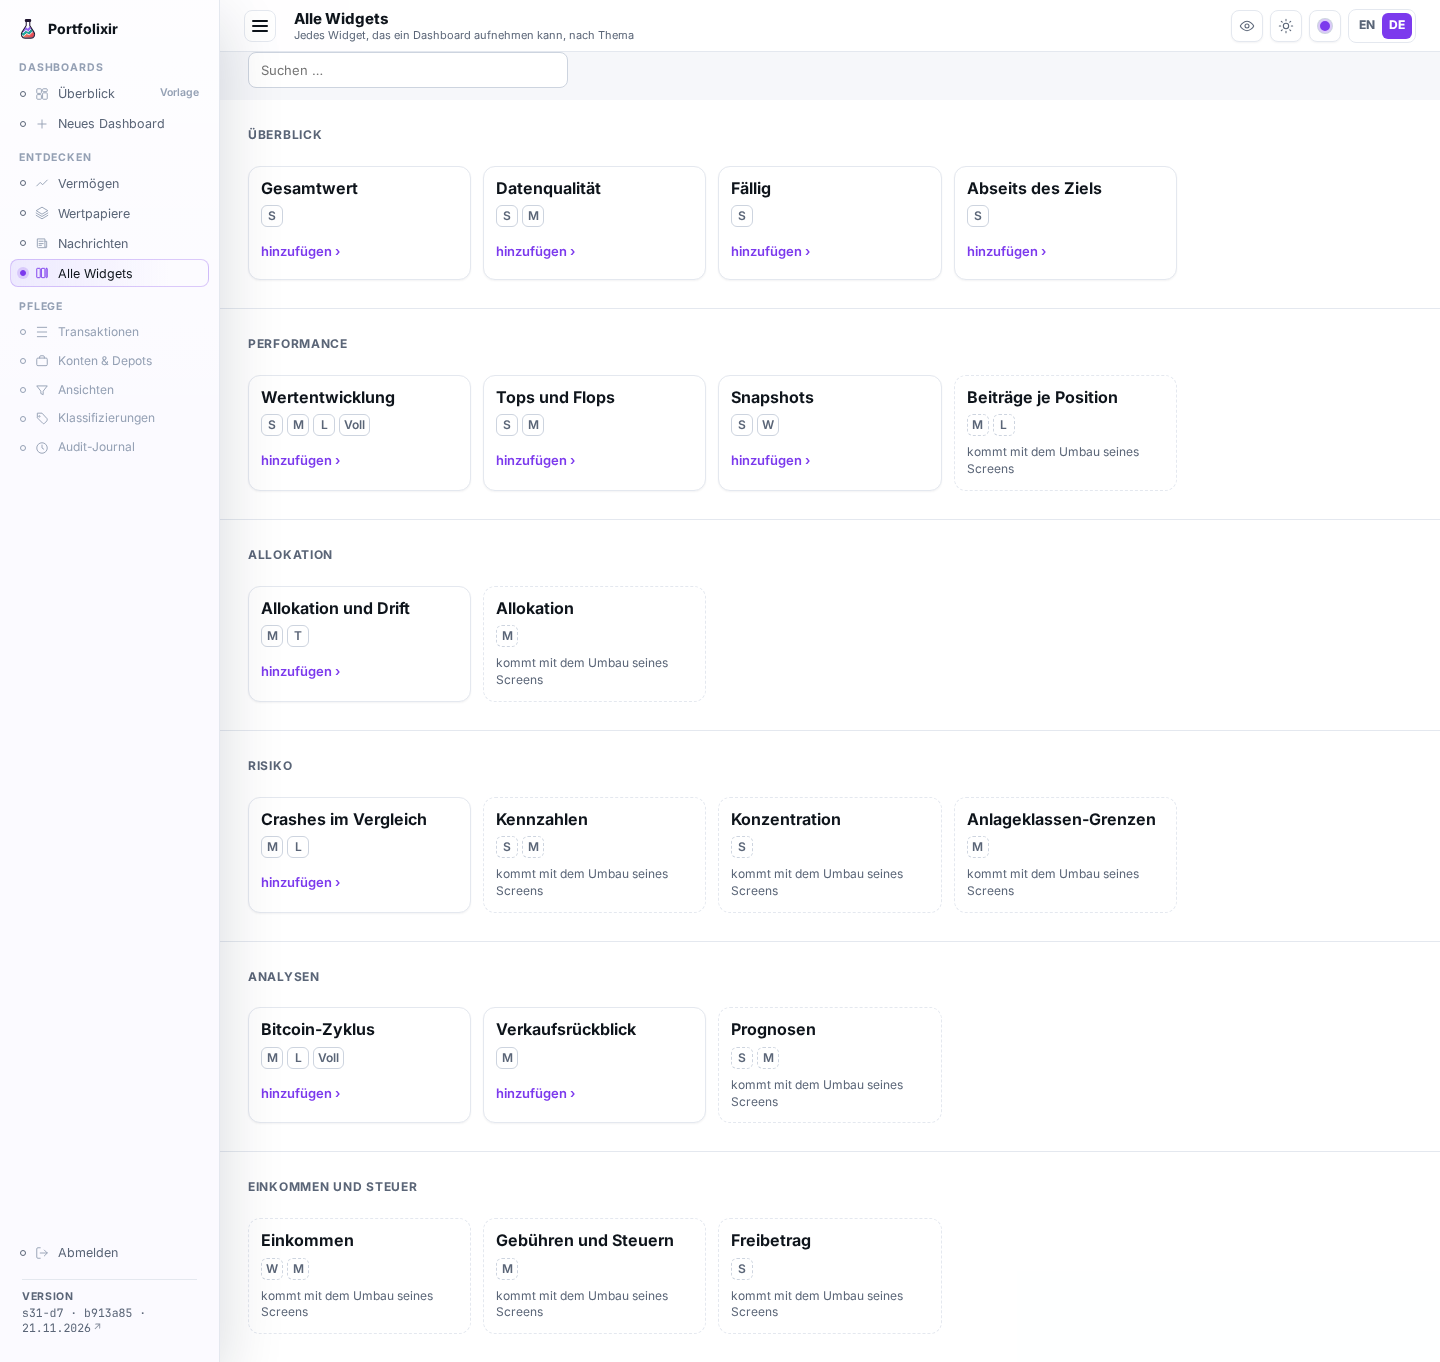 Portfolixir
DASHBOARDS
Überblick
Vorlage
Neues Dashboard
ENTDECKEN
Vermögen
Wertpapiere
Nachrichten
Alle Widgets
PFLEGE
Transaktionen
Konten & Depots
Ansichten
Klassifizierungen
Audit-Journal
Abmelden
VERSION
s31-d7 · b913a85 ·
21.11.2026 ↗
Alle Widgets
Jedes Widget, das ein Dashboard aufnehmen kann, nach Thema
EN DE
Suchen ...
ÜBERBLICK
Gesamtwert
S
hinzufügen ›
Datenqualität
S M
hinzufügen ›
Fällig
S
hinzufügen ›
Abseits des Ziels
S
hinzufügen ›
PERFORMANCE
Wertentwicklung
S M L Voll
hinzufügen ›
Tops und Flops
S M
hinzufügen ›
Snapshots
S W
hinzufügen ›
Beiträge je Position
M L
kommt mit dem Umbau seines
Screens
ALLOKATION
Allokation und Drift
M T
hinzufügen ›
Allokation
M
kommt mit dem Umbau seines
Screens
RISIKO
Crashes im Vergleich
M L
hinzufügen ›
Kennzahlen
S M
kommt mit dem Umbau seines
Screens
Konzentration
S
kommt mit dem Umbau seines
Screens
Anlageklassen-Grenzen
M
kommt mit dem Umbau seines
Screens
ANALYSEN
Bitcoin-Zyklus
M L Voll
hinzufügen ›
Verkaufsrückblick
M
hinzufügen ›
Prognosen
S M
kommt mit dem Umbau seines
Screens
EINKOMMEN UND STEUER
Einkommen
W M
kommt mit dem Umbau seines
Screens
Gebühren und Steuern
M
kommt mit dem Umbau seines
Screens
Freibetrag
S
kommt mit dem Umbau seines
Screens